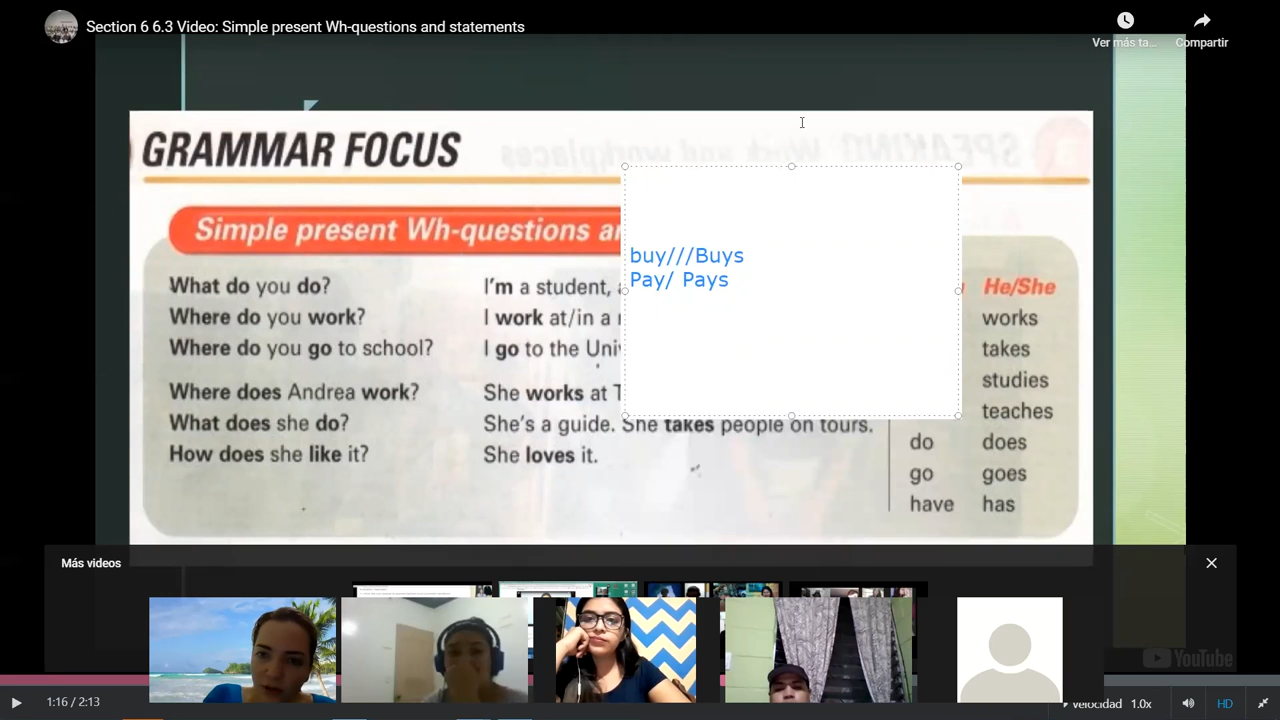 Section 6 6.3 Video: Simple present Wh-questions and statements
Ver más ta...
Compartir
GRAMMAR FOCUS
SPEAKING Work and workplaces
Simple present Wh-questions
buy///Buys
Pay/ Pays
What do you do?
I'm a student,
He/She
Where do you work?
I work at/in a
works
Where do you go to school?
I go to the
takes
studies
Where does Andrea work?
She works at
teaches
What does she do?
She's a guide. She takes people on tours.
do
does
How does she like it?
She loves it.
go
goes
have
has
Más videos
YouTube
1:16 / 2:13
Velocidad
1.0x
HD